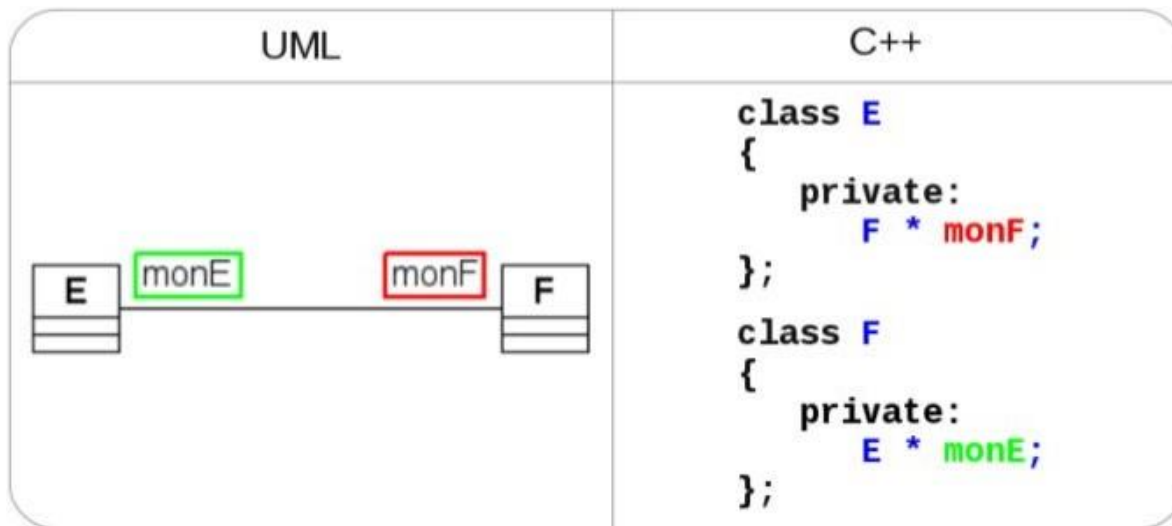 UML
C++
E
monE
monF
F
class E
{
private:
F * monF;
};
class F
{
private:
E * monE;
};